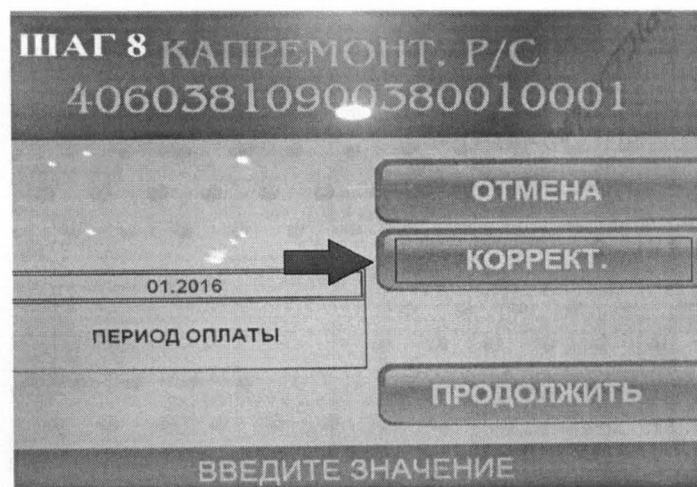 ШАГ 8
КАПРЕМОНТ. Р/С
40603810900380010001
ОТМЕНА
КОРРЕКТ.
01.2016
ПЕРИОД ОПЛАТЫ
ПРОДОЛЖИТЬ
ВВЕДИТЕ ЗНАЧЕНИЕ